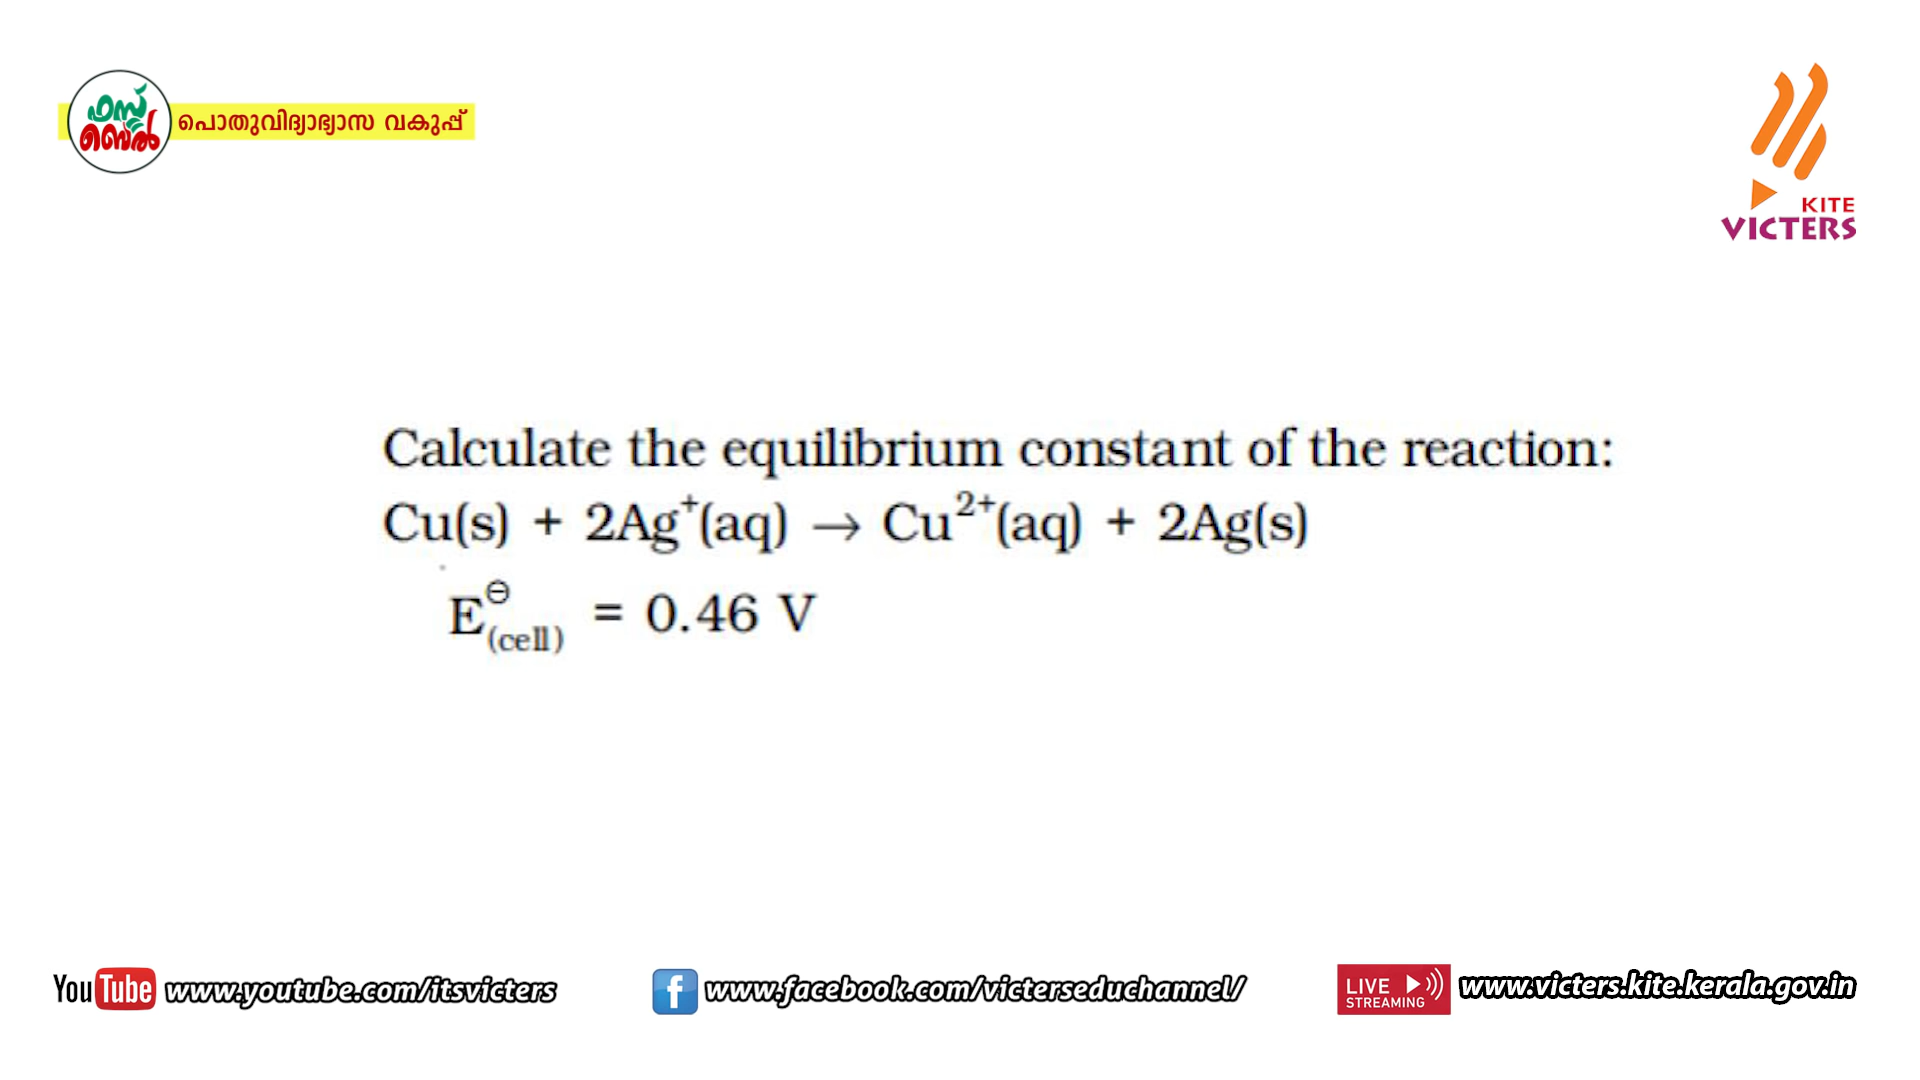 ഫസ്റ്റ്
ബെൽ
പൊതുവിദ്യാഭ്യാസ വകുപ്പ്
KITE
VICTERS
Calculate the equilibrium constant of the reaction:
Cu(s) + 2Ag⁺(aq) → Cu²⁺(aq) + 2Ag(s)
E⊖(cell) = 0.46 V
YouTube www.youtube.com/itsvicters
f www.facebook.com/victerseduchannel/
LIVE STREAMING www.victers.kite.kerala.gov.in